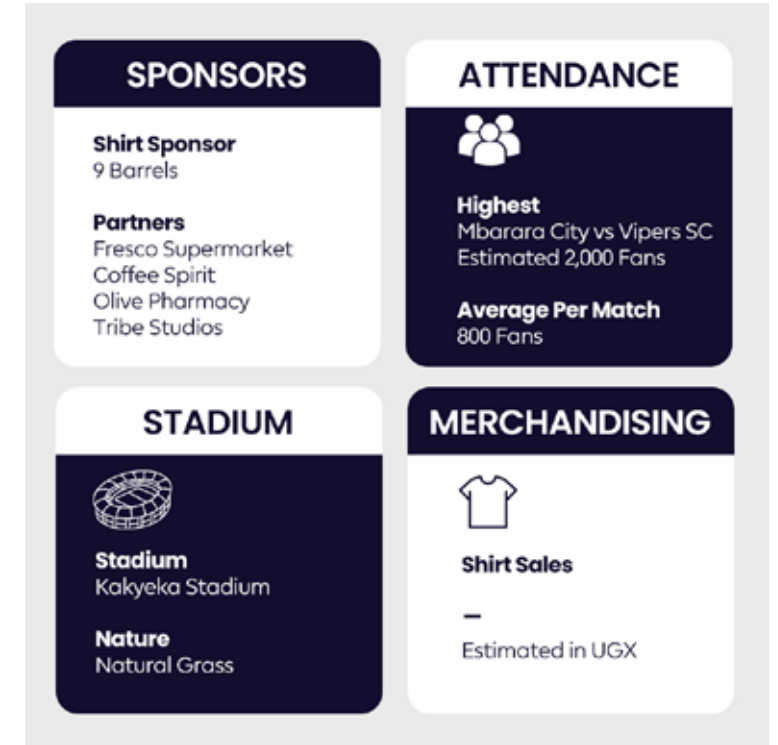 SPONSORS
Shirt Sponsor
9 Barrels
Partners
Fresco Supermarket
Coffee Spirit
Olive Pharmacy
Tribe Studios
ATTENDANCE
Highest
Mbarara City vs Vipers SC
Estimated 2,000 Fans
Average Per Match
800 Fans
STADIUM
Stadium
Kakyeka Stadium
Nature
Natural Grass
MERCHANDISING
Shirt Sales
–
Estimated in UGX